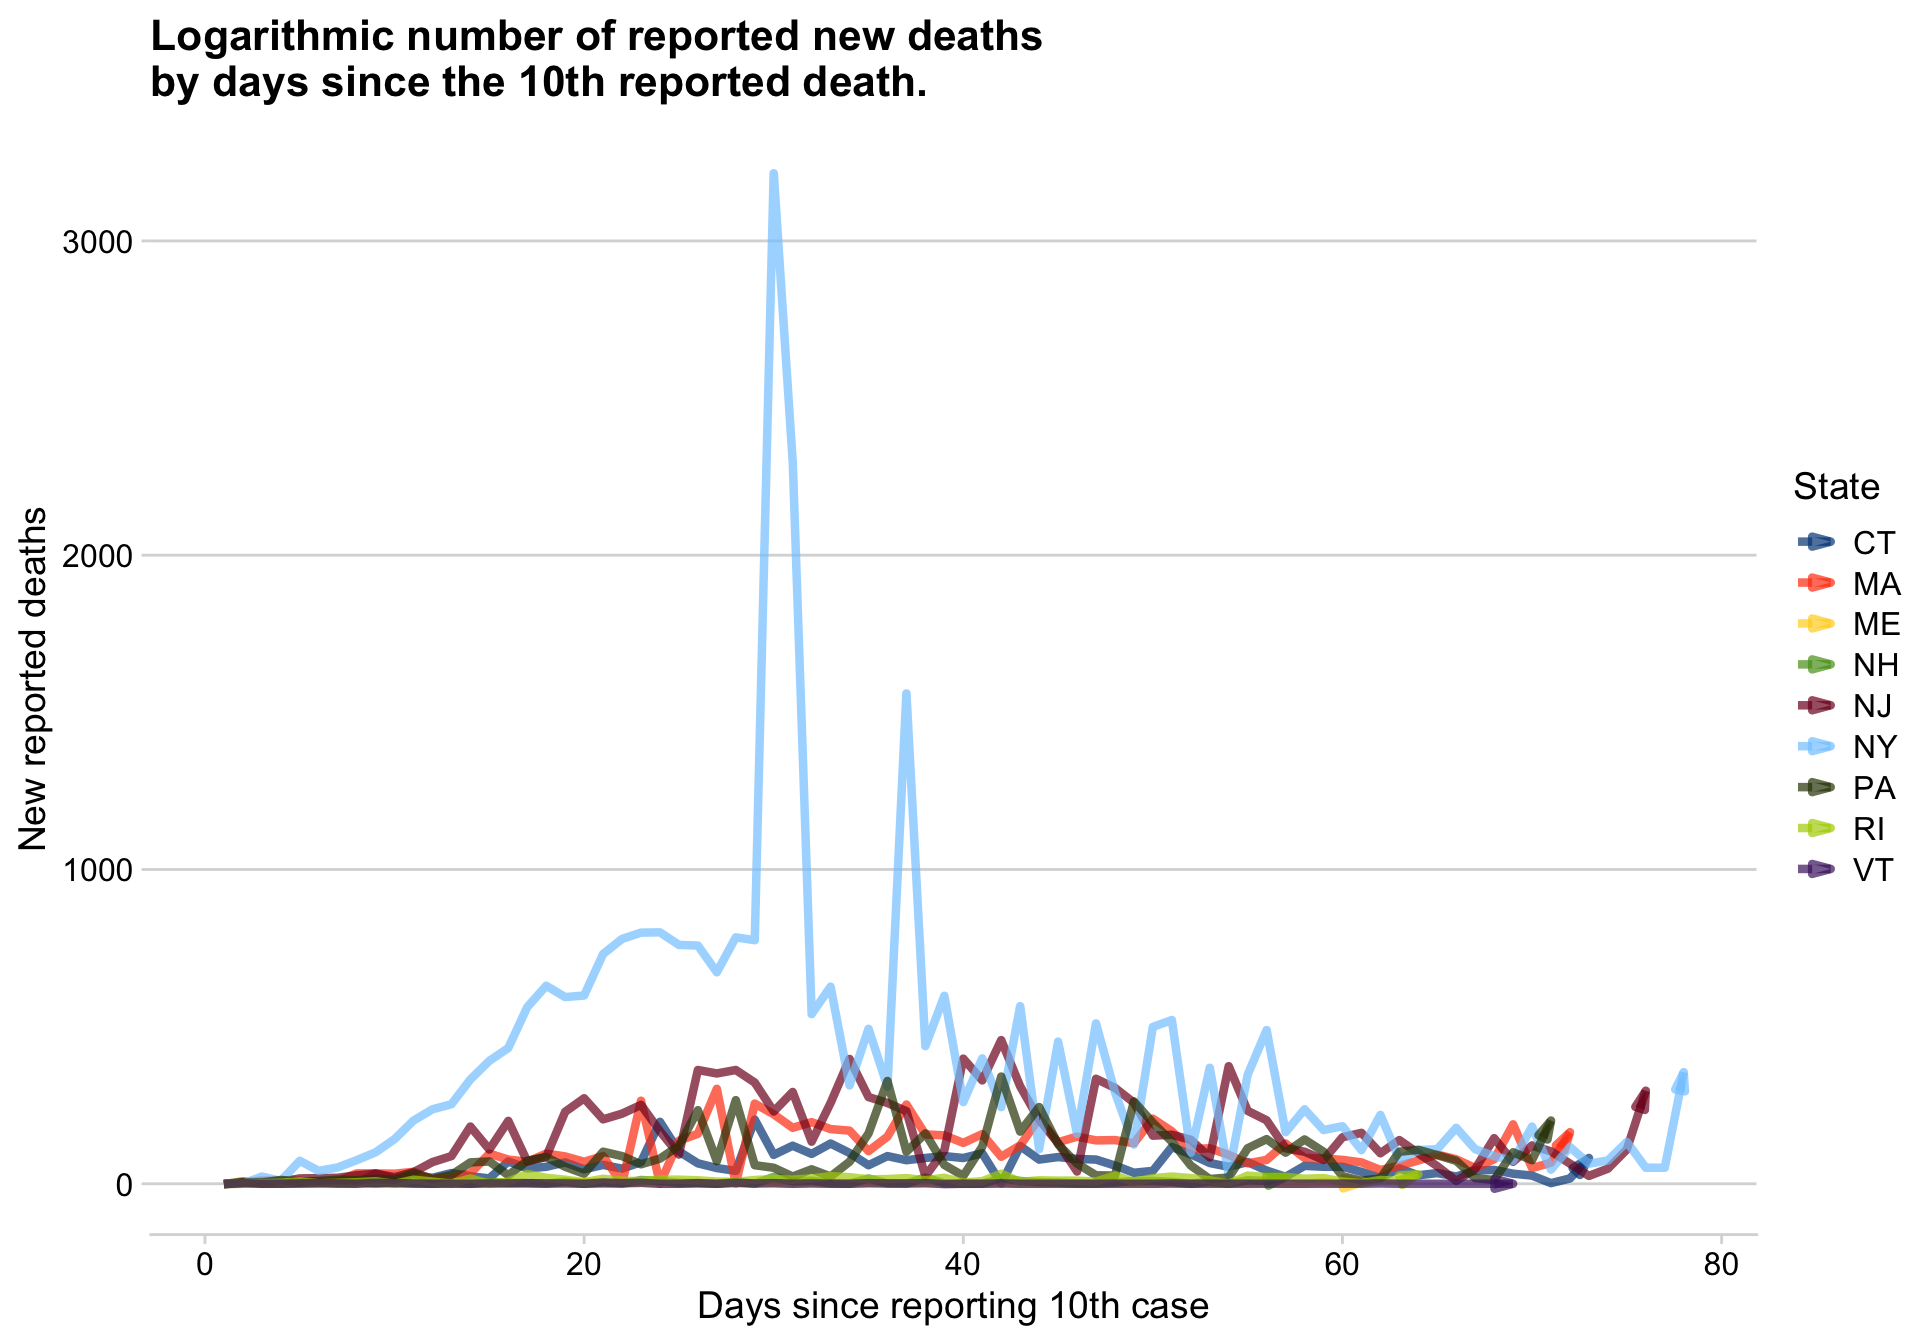 Logarithmic number of reported new deaths
by days since the 10th reported death.
New reported deaths
3000
2000
1000
0
0
20
40
60
80
Days since reporting 10th case
State
CT
MA
ME
NH
NJ
NY
PA
RI
VT